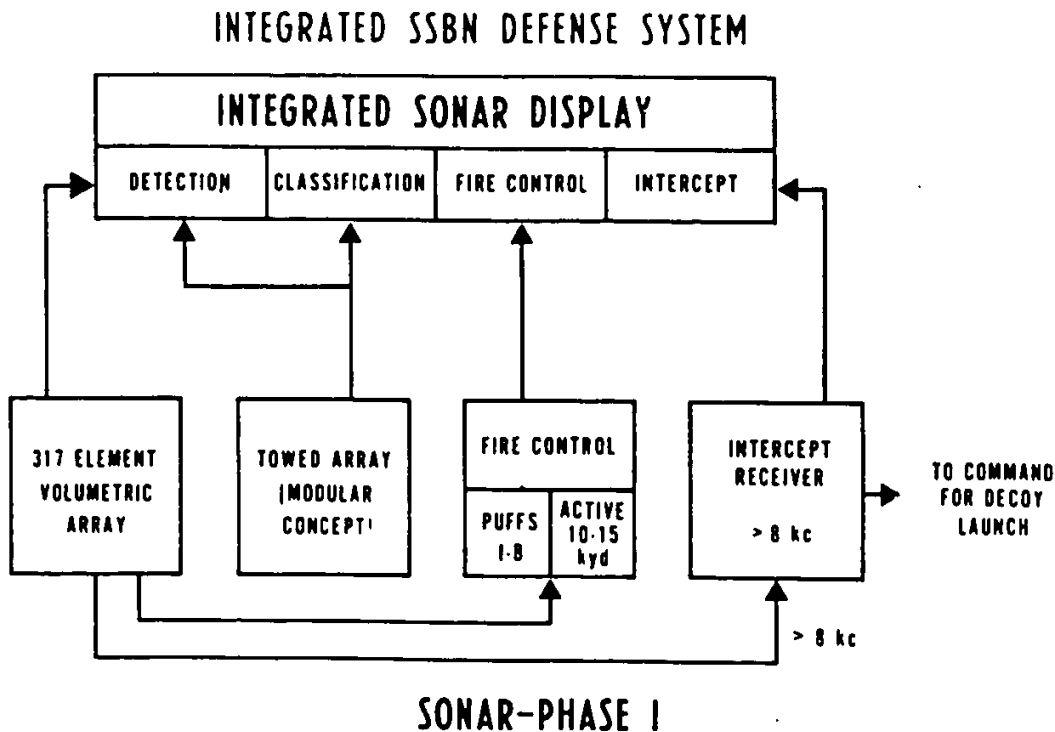 INTEGRATED SSBN DEFENSE SYSTEM
INTEGRATED SONAR DISPLAY
DETECTION
CLASSIFICATION
FIRE CONTROL
INTERCEPT
317 ELEMENT
VOLUMETRIC
ARRAY
TOWED ARRAY
(MODULAR
CONCEPT)
FIRE CONTROL
PUFFS
I-B
ACTIVE
10-15
kyd
INTERCEPT
RECEIVER
> 8 kc
TO COMMAND
FOR DECOY
LAUNCH
> 8 kc
SONAR-PHASE I